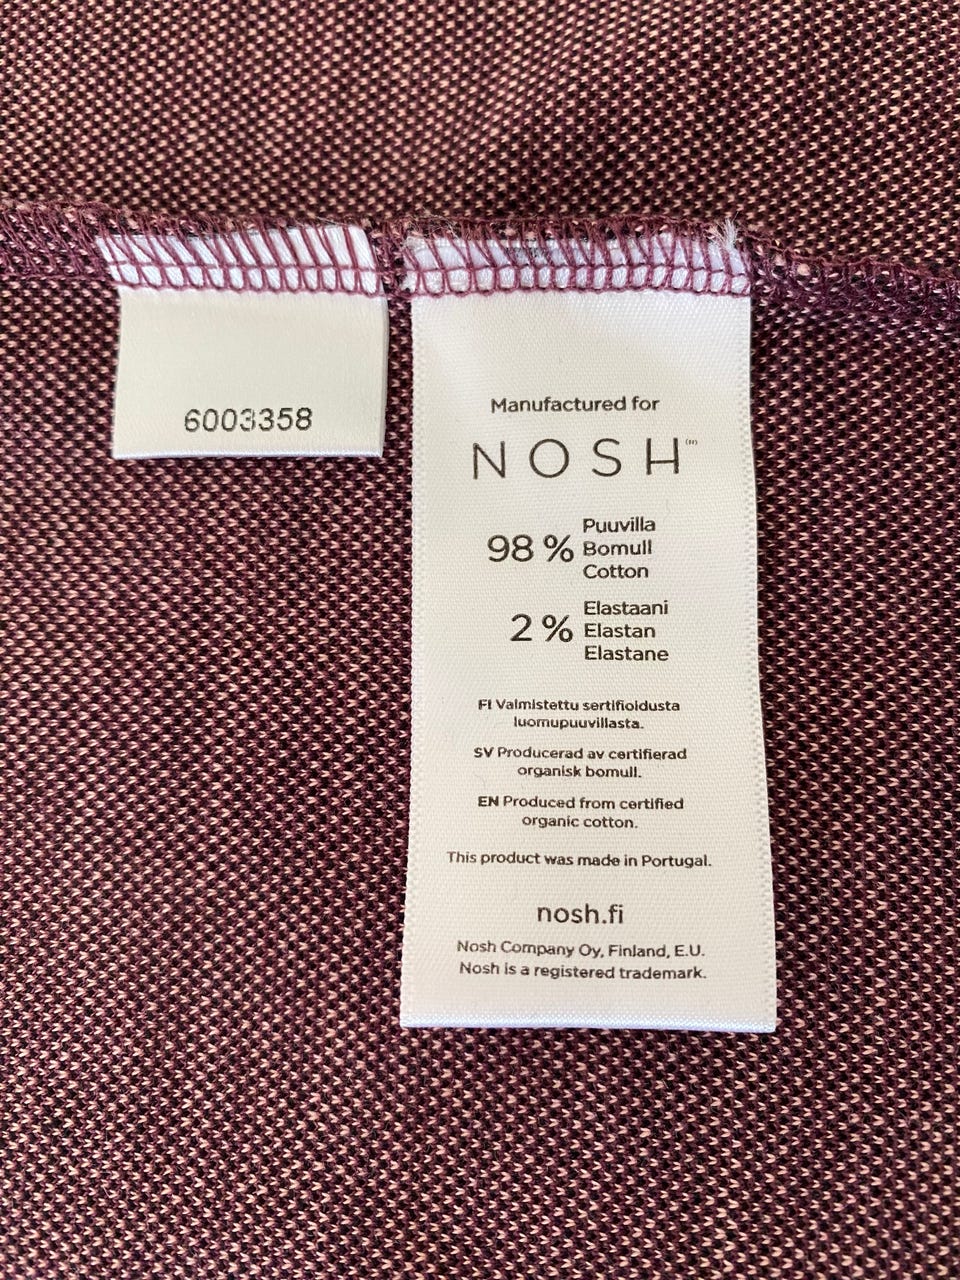 6003358
Manufactured for
NOSH
98 %
Puuvilla
Bomull
Cotton
2 %
Elastaani
Elastan
Elastane
FI Valmistettu sertifioidusta
luomupuuvillasta.
SV Producerad av certifierad
organisk bomull.
EN Produced from certified
organic cotton.
This product was made in Portugal.
nosh.fi
Nosh Company Oy, Finland, E.U.
Nosh is a registered trademark.